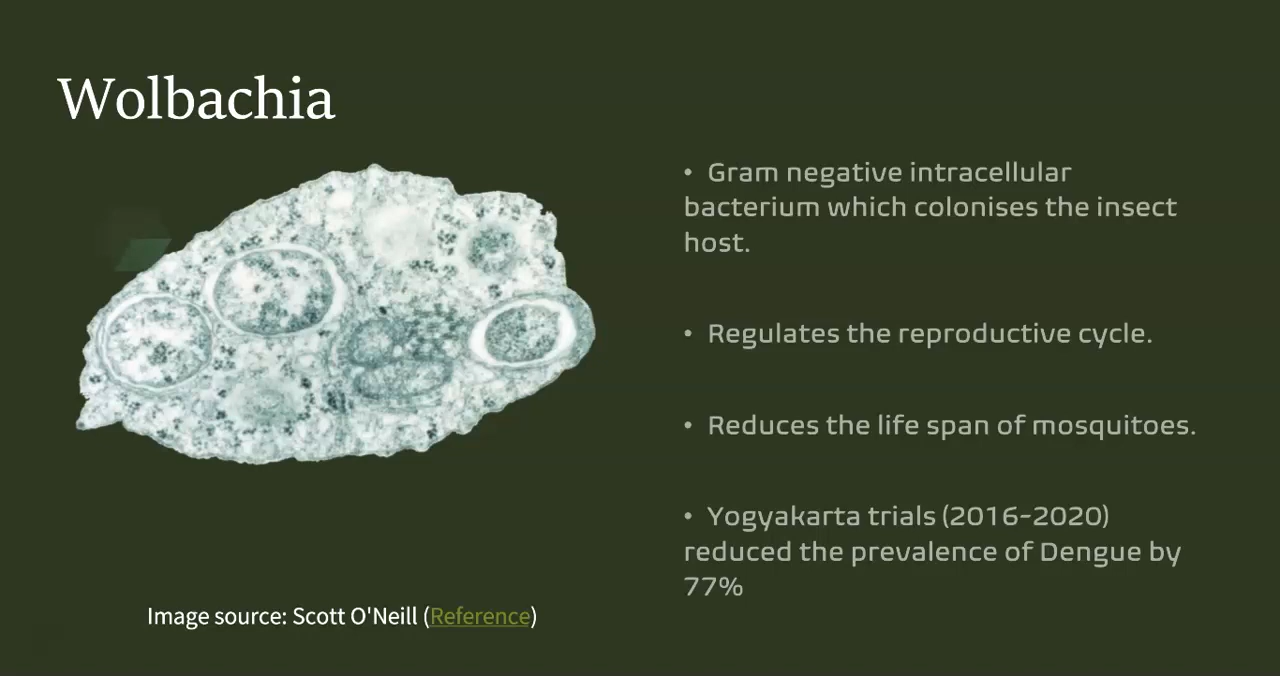 Wolbachia
• Gram negative intracellular
bacterium which colonises the insect
host.
• Regulates the reproductive cycle.
• Reduces the life span of mosquitoes.
• Yogyakarta trials (2016-2020)
reduced the prevalence of Dengue by
77%
Image source: Scott O'Neill (Reference)